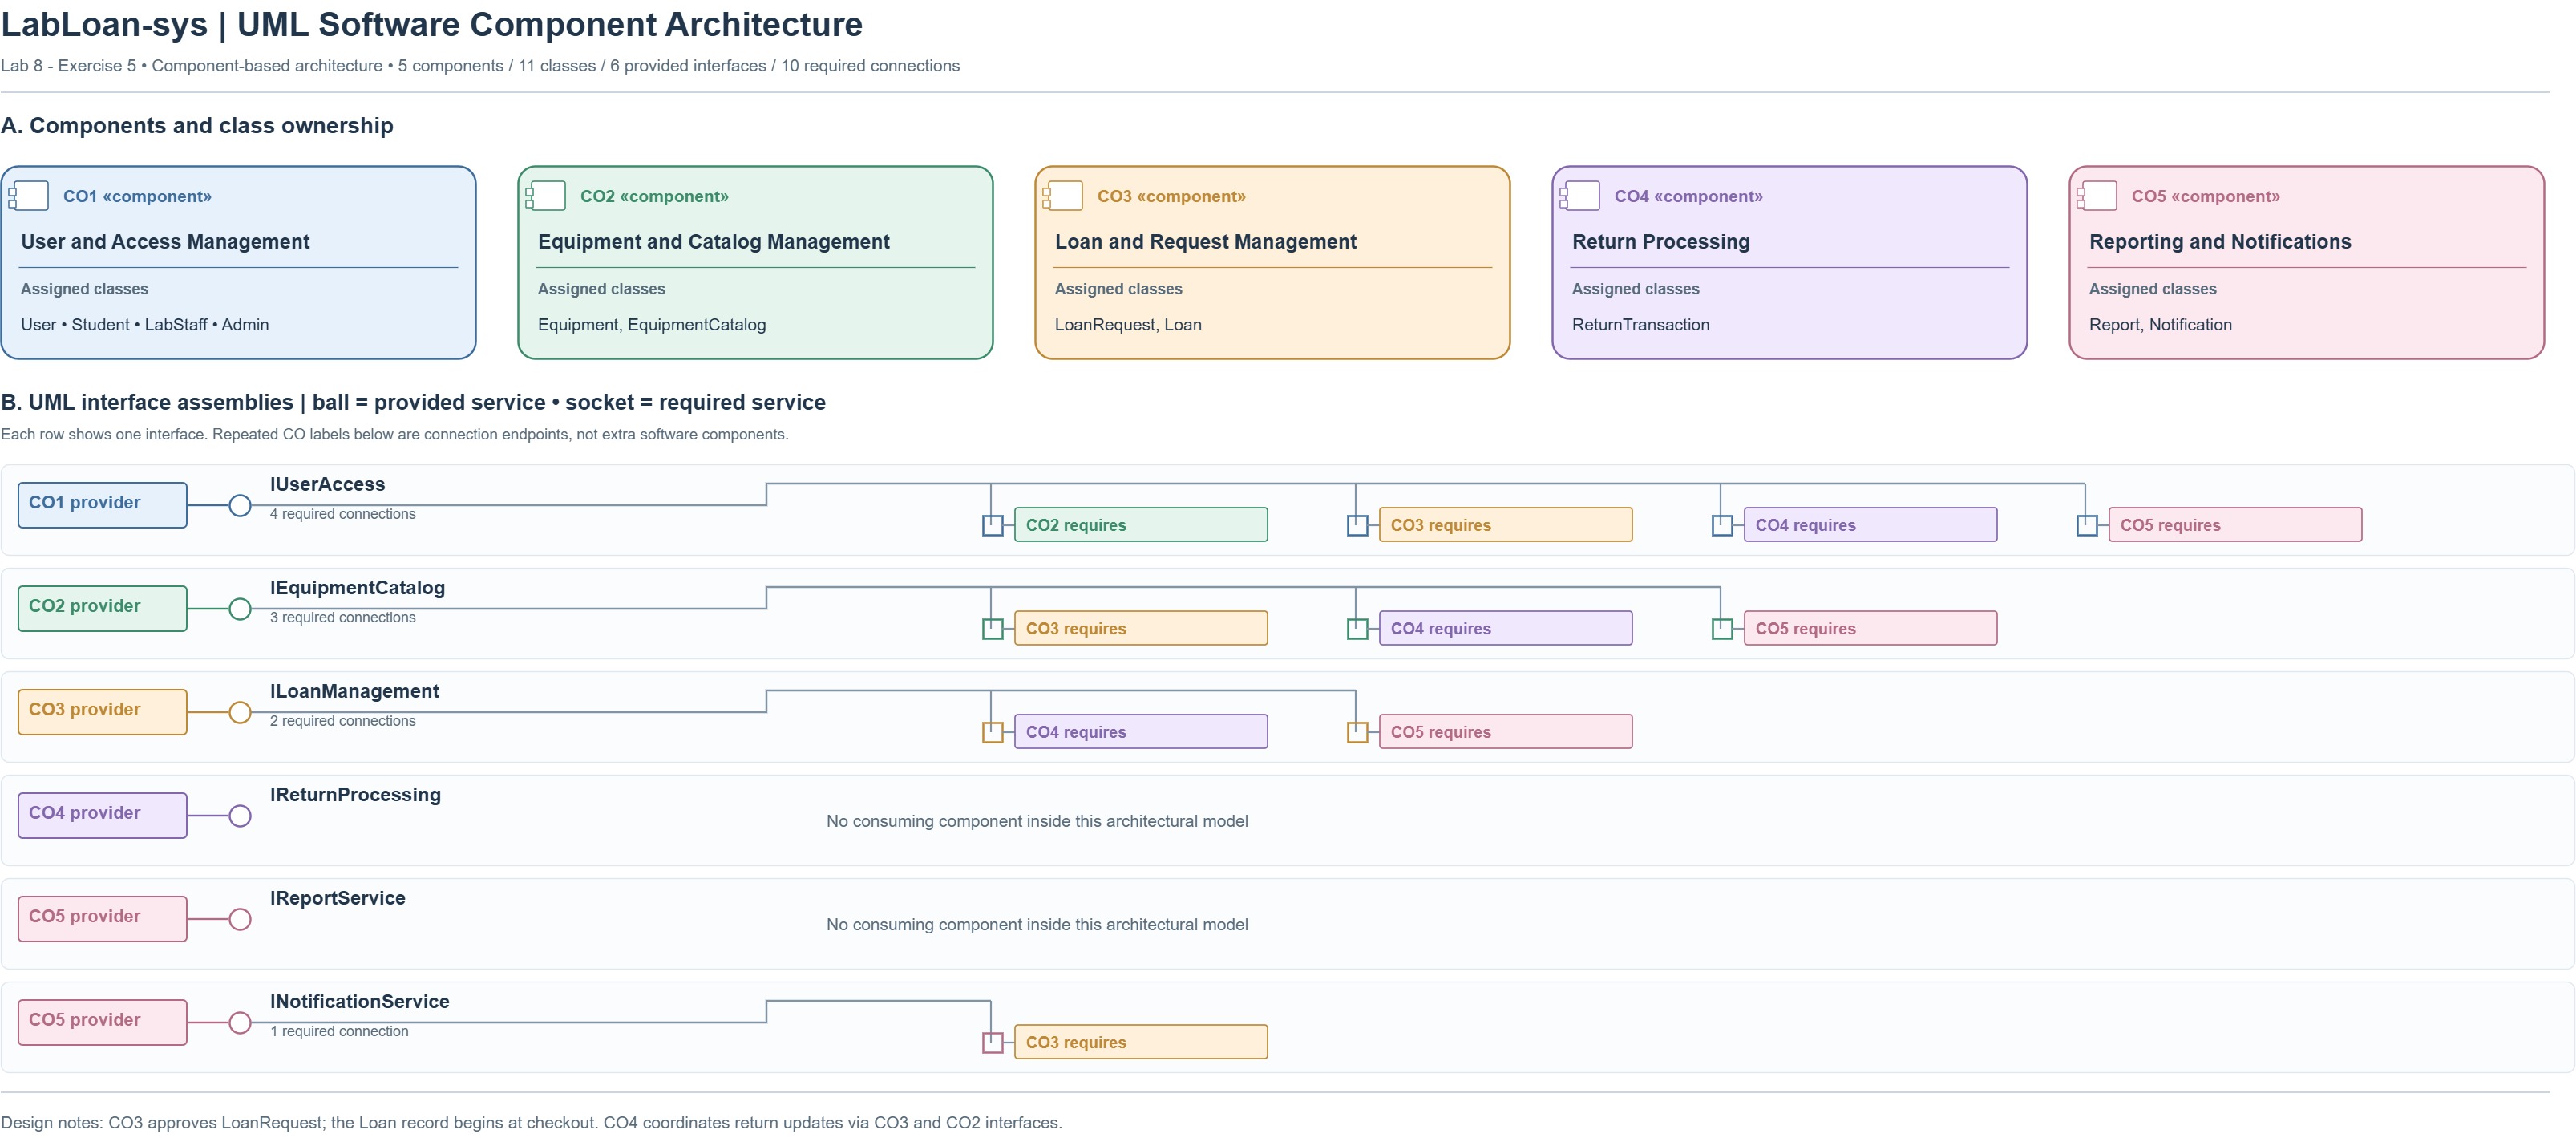 LabLoan-sys | UML Software Component Architecture
Lab 8 - Exercise 5 • Component-based architecture • 5 components / 11 classes / 6 provided interfaces / 10 required connections
A. Components and class ownership
CO1 «component»
User and Access Management
Assigned classes
User • Student • LabStaff • Admin
CO2 «component»
Equipment and Catalog Management
Assigned classes
Equipment, EquipmentCatalog
CO3 «component»
Loan and Request Management
Assigned classes
LoanRequest, Loan
CO4 «component»
Return Processing
Assigned classes
ReturnTransaction
CO5 «component»
Reporting and Notifications
Assigned classes
Report, Notification
B. UML interface assemblies | ball = provided service • socket = required service
Each row shows one interface. Repeated CO labels below are connection endpoints, not extra software components.
CO1 provider
IUserAccess
4 required connections
CO2 requires
CO3 requires
CO4 requires
CO5 requires
CO2 provider
IEquipmentCatalog
3 required connections
CO3 requires
CO4 requires
CO5 requires
CO3 provider
ILoanManagement
2 required connections
CO4 requires
CO5 requires
CO4 provider
IReturnProcessing
No consuming component inside this architectural model
CO5 provider
IReportService
No consuming component inside this architectural model
CO5 provider
INotificationService
1 required connection
CO3 requires
Design notes: CO3 approves LoanRequest; the Loan record begins at checkout. CO4 coordinates return updates via CO3 and CO2 interfaces.